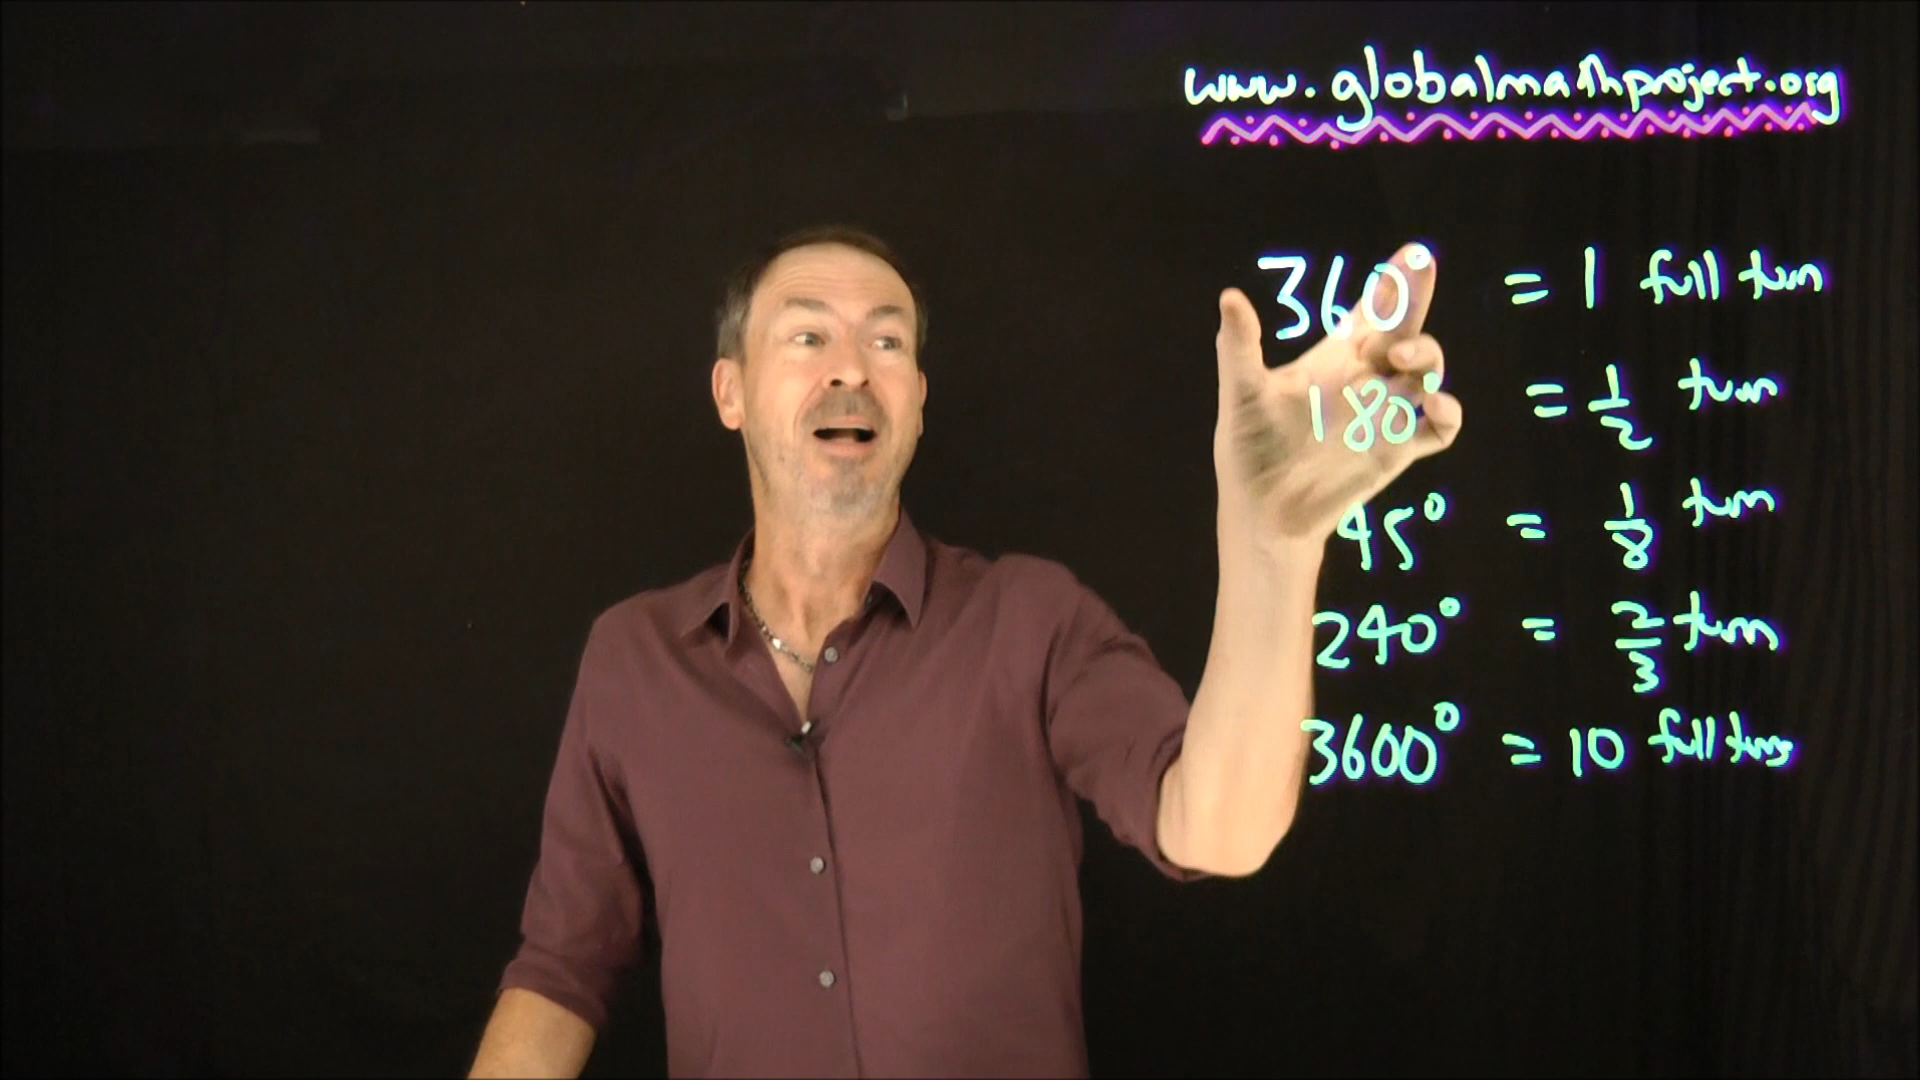 www.globalmathproject.org
360° = 1 full turn
180° = 1/2 turn
45° = 1/8 turn
240° = 2/3 turn
3600° = 10 full turns